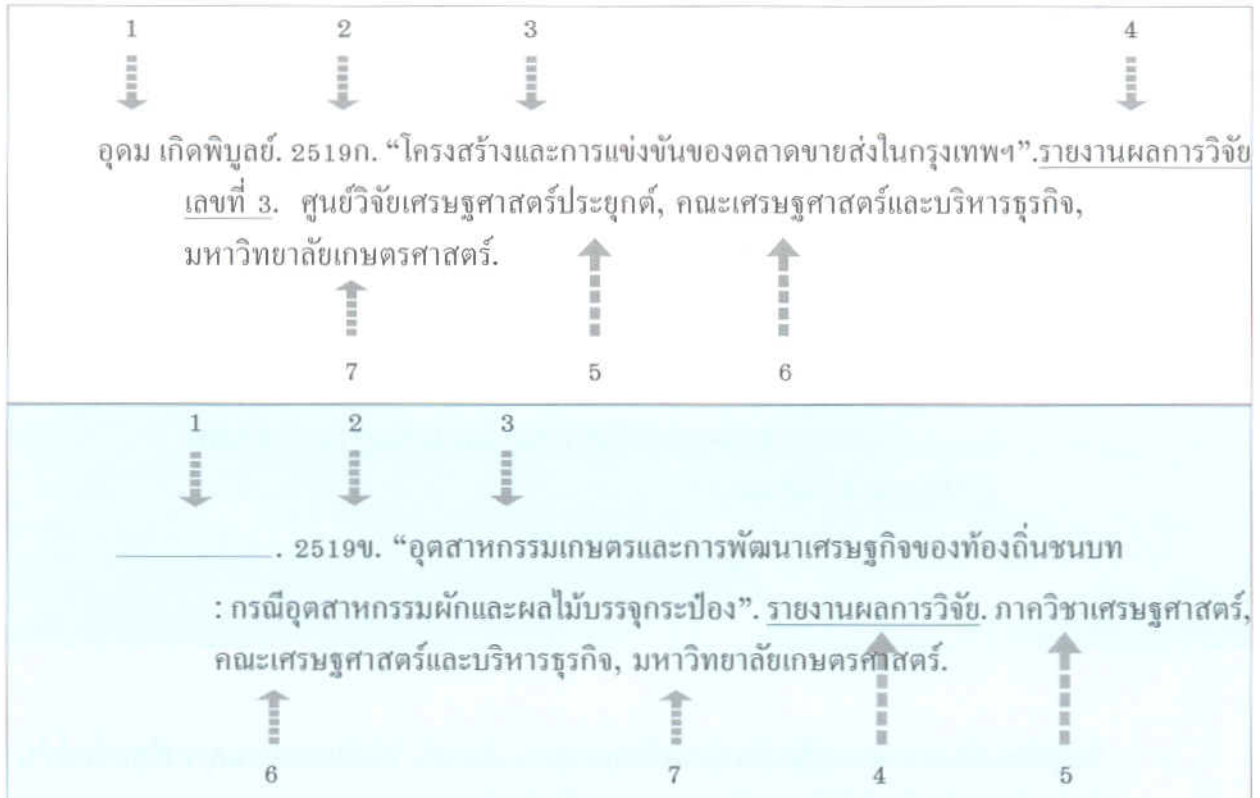 1 2 3 4
อุดม เกิดพิบูลย์. 2519ก. “โครงสร้างและการแข่งขันของตลาดขายส่งในกรุงเทพฯ”.รายงานผลการวิจัย
เลขที่ 3. ศูนย์วิจัยเศรษฐศาสตร์ประยุกต์, คณะเศรษฐศาสตร์และบริหารธุรกิจ,
มหาวิทยาลัยเกษตรศาสตร์.
7 5 6
1 2 3
. 2519ข. “อุตสาหกรรมเกษตรและการพัฒนาเศรษฐกิจของท้องถิ่นชนบท
: กรณีอุตสาหกรรมผักและผลไม้บรรจุกระป๋อง”. รายงานผลการวิจัย. ภาควิชาเศรษฐศาสตร์,
คณะเศรษฐศาสตร์และบริหารธุรกิจ, มหาวิทยาลัยเกษตรศาสตร์.
6 7 4 5